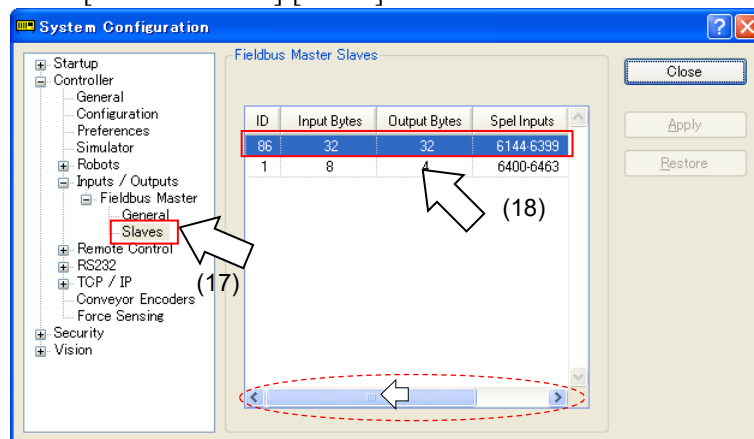 System Configuration
Startup
Controller
General
Configuration
Preferences
Simulator
Robots
Inputs / Outputs
Fieldbus Master
General
Slaves
Remote Control
RS232
TCP / IP
Conveyor Encoders
Force Sensing
Security
Vision
(17)
Fieldbus Master Slaves
ID Input Bytes Output Bytes Spel Inputs
86 32 32 6144-6399
1 8 4 6400-6463
(18)
Close
Apply
Restore